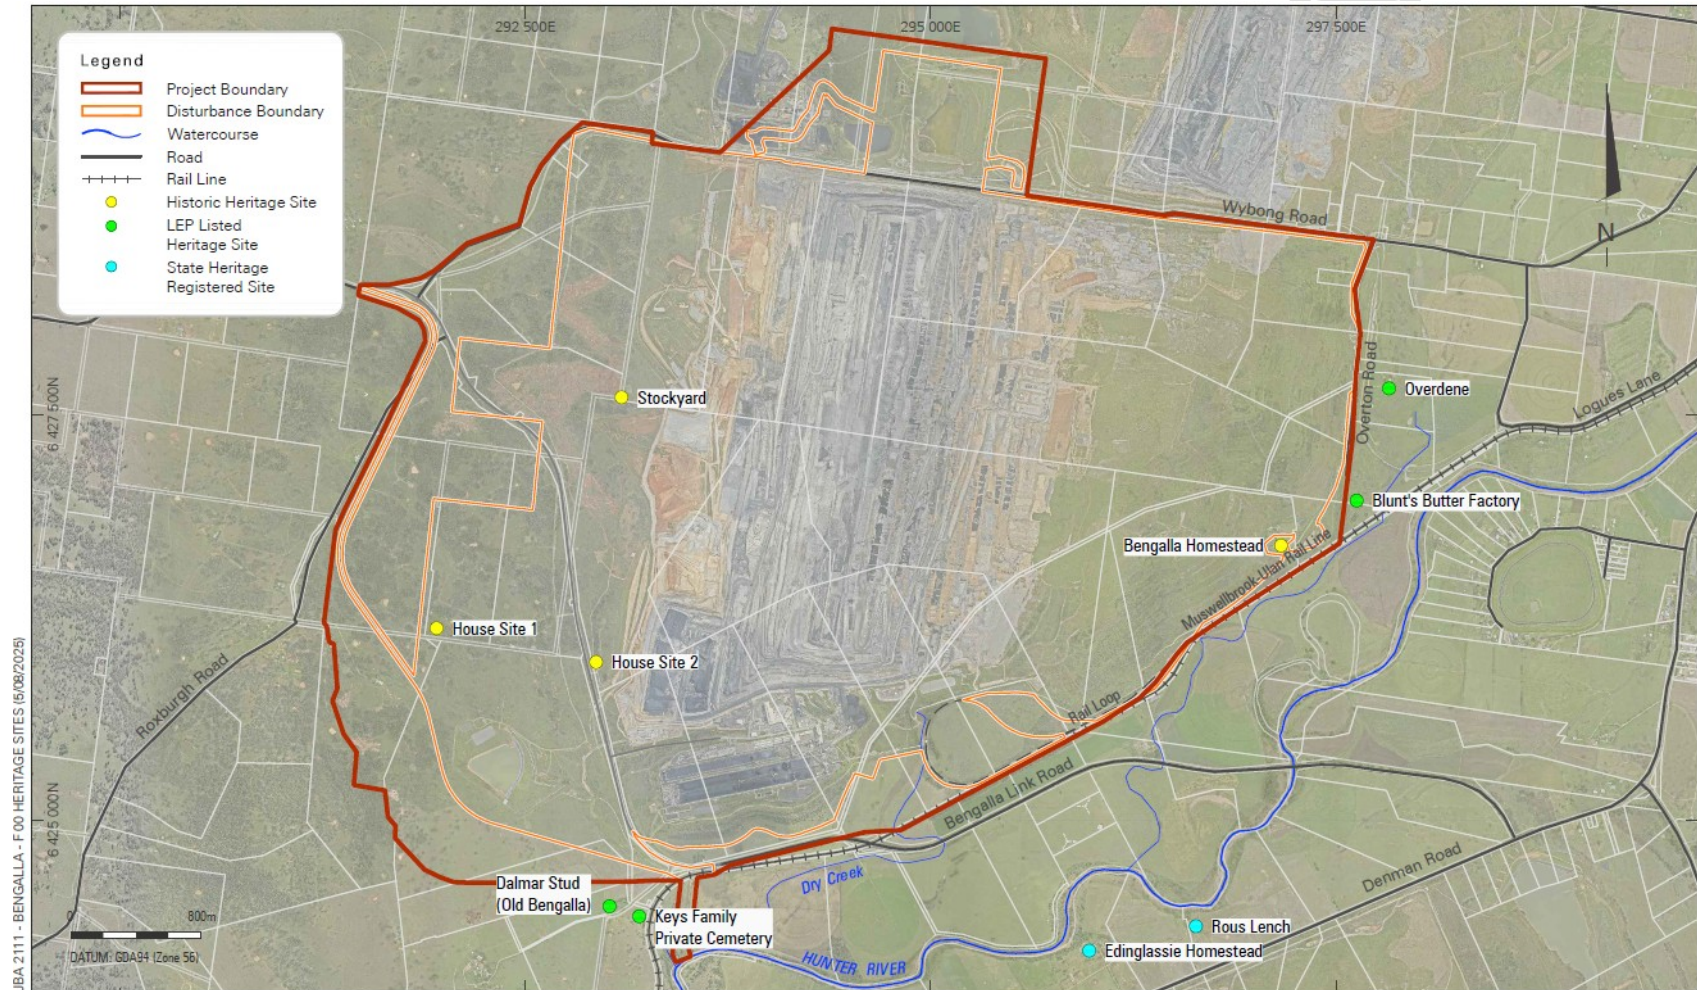 292 500E
295 000E
297 500E
Legend
Project Boundary
Disturbance Boundary
Watercourse
Road
Rail Line
Historic Heritage Site
LEP Listed
Heritage Site
State Heritage
Registered Site
Wybong Road
N
6 427 500N
Stockyard
Overton Road
Overdene
Logues Lane
Blunt's Butter Factory
Bengalla Homestead
Muswellbrook-Ulan Rail Line
House Site 1
House Site 2
Roxburgh Road
Rail Loop
Bengalla Link Road
6 425 000N
Denman Road
Dalmar Stud
(Old Bengalla)
Dry Creek
Keys Family
Private Cemetery
0
800m
DATUM: GDA94 (Zone 56)
HUNTER RIVER
Rous Lench
Edinglassie Homestead
UBA 2111 - BENGALLA - F00 HERITAGE SITES (5/08/2025)